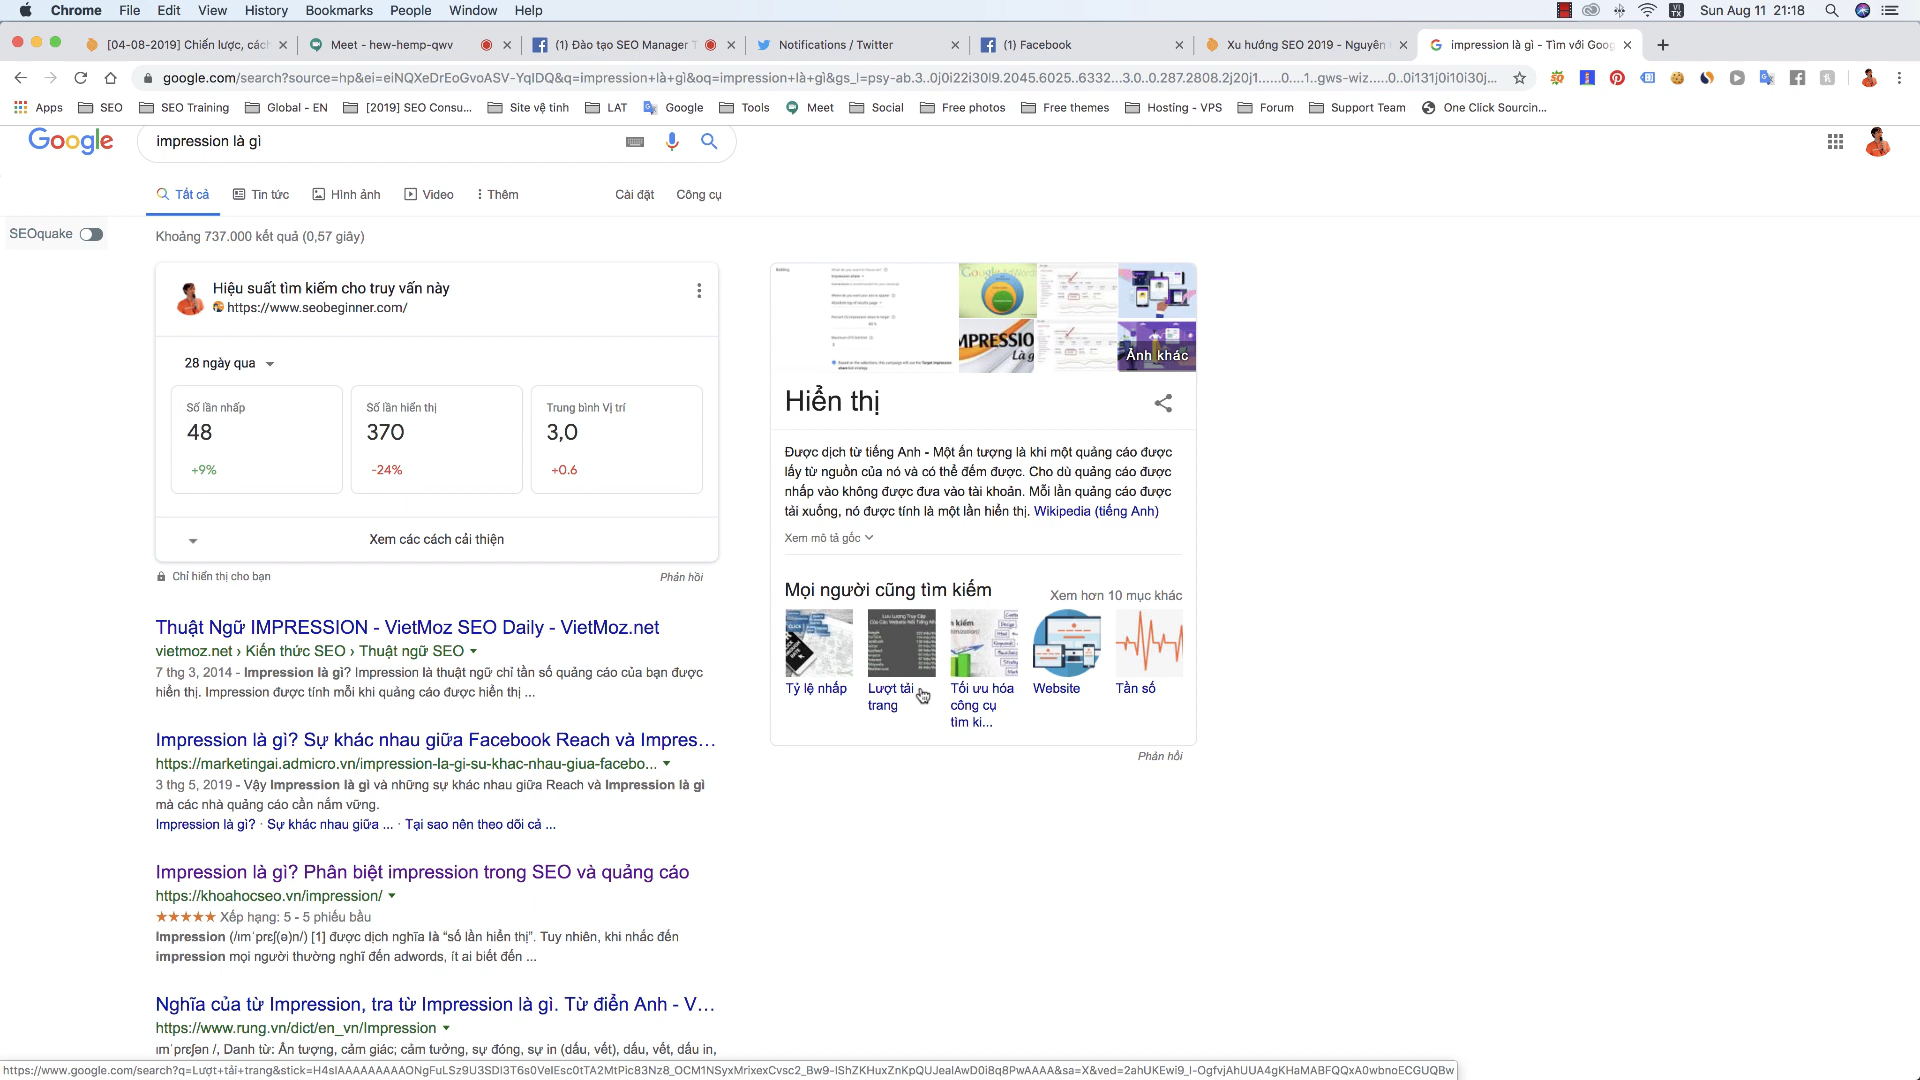 Chrome File Edit View History Bookmarks People Window Help Sun Aug 11 21:18
[04-08-2019] Chiến lược, các Meet - hew-hemp-qwv (1) Đào tạo SEO Manager T Notifications / Twitter (1) Facebook Xu hướng SEO 2019 - Nguyên impression là gì - Tìm với Goog
google.com/search?source=hp&ei=eiNQXeDrEoGvoASV-YqIDQ&q=impression+là+gì&oq=impression+là+gì&gs_l=psy-ab.3..0j0i22i30l9.2045.6025..6332...3.0..0.287.2808.2j20j1......0....1..gws-wiz.....0..0i131j0i10i30j...
Apps SEO SEO Training Global - EN [2019] SEO Consu... Site vệ tinh LAT Google Tools Meet Social Free photos Free themes Hosting - VPS Forum Support Team One Click Sourcin...
Google impression là gì
Tất cả Tin tức Hình ảnh Video Thêm Cài đặt Công cụ
SEOquake
Khoảng 737.000 kết quả (0,57 giây)
Hiệu suất tìm kiếm cho truy vấn này
https://www.seobeginner.com/
28 ngày qua
Số lần nhấp Số lần hiển thị Trung bình Vị trí
48 370 3,0
+9% -24% +0.6
Xem các cách cải thiện
Chỉ hiển thị cho bạn Phản hồi
Thuật Ngữ IMPRESSION - VietMoz SEO Daily - VietMoz.net
vietmoz.net › Kiến thức SEO › Thuật ngữ SEO
7 thg 3, 2014 - Impression là gì? Impression là thuật ngữ chỉ tần số quảng cáo của bạn được
hiển thị. Impression được tính mỗi khi quảng cáo được hiển thị ...
Impression là gì? Sự khác nhau giữa Facebook Reach và Impres...
https://marketingai.admicro.vn/impression-la-gi-su-khac-nhau-giua-facebo...
3 thg 5, 2019 - Vậy Impression là gì và những sự khác nhau giữa Reach và Impression là gì
mà các nhà quảng cáo cần nắm vững.
Impression là gì? · Sự khác nhau giữa ... · Tại sao nên theo dõi cả ...
Impression là gì? Phân biệt impression trong SEO và quảng cáo
https://khoahocseo.vn/impression/
★★★★★ Xếp hạng: 5 - 5 phiếu bầu
Impression (/ɪmˈpreʃ(ə)n/) [1] được dịch nghĩa là “số lần hiển thị”. Tuy nhiên, khi nhắc đến
impression mọi người thường nghĩ đến adwords, ít ai biết đến ...
Nghĩa của từ Impression, tra từ Impression là gì. Từ điển Anh - V...
https://www.rung.vn/dict/en_vn/Impression
ɪmˈpreʃən /, Danh từ: Ấn tượng, cảm giác; cảm tưởng, sự đóng, sự in (dấu, vết), dấu, vết, dấu in,
Google AdWords
IMPRESSIO
Là g
Ảnh khác
Hiển thị
Được dịch từ tiếng Anh - Một ấn tượng là khi một quảng cáo được
lấy từ nguồn của nó và có thể đếm được. Cho dù quảng cáo được
nhấp vào không được đưa vào tài khoản. Mỗi lần quảng cáo được
tải xuống, nó được tính là một lần hiển thị. Wikipedia (tiếng Anh)
Xem mô tả gốc
Mọi người cũng tìm kiếm Xem hơn 10 mục khác
Tỷ lệ nhấp Lượt tải Tối ưu hóa Website Tần số
trang công cụ
tìm ki...
Phản hồi